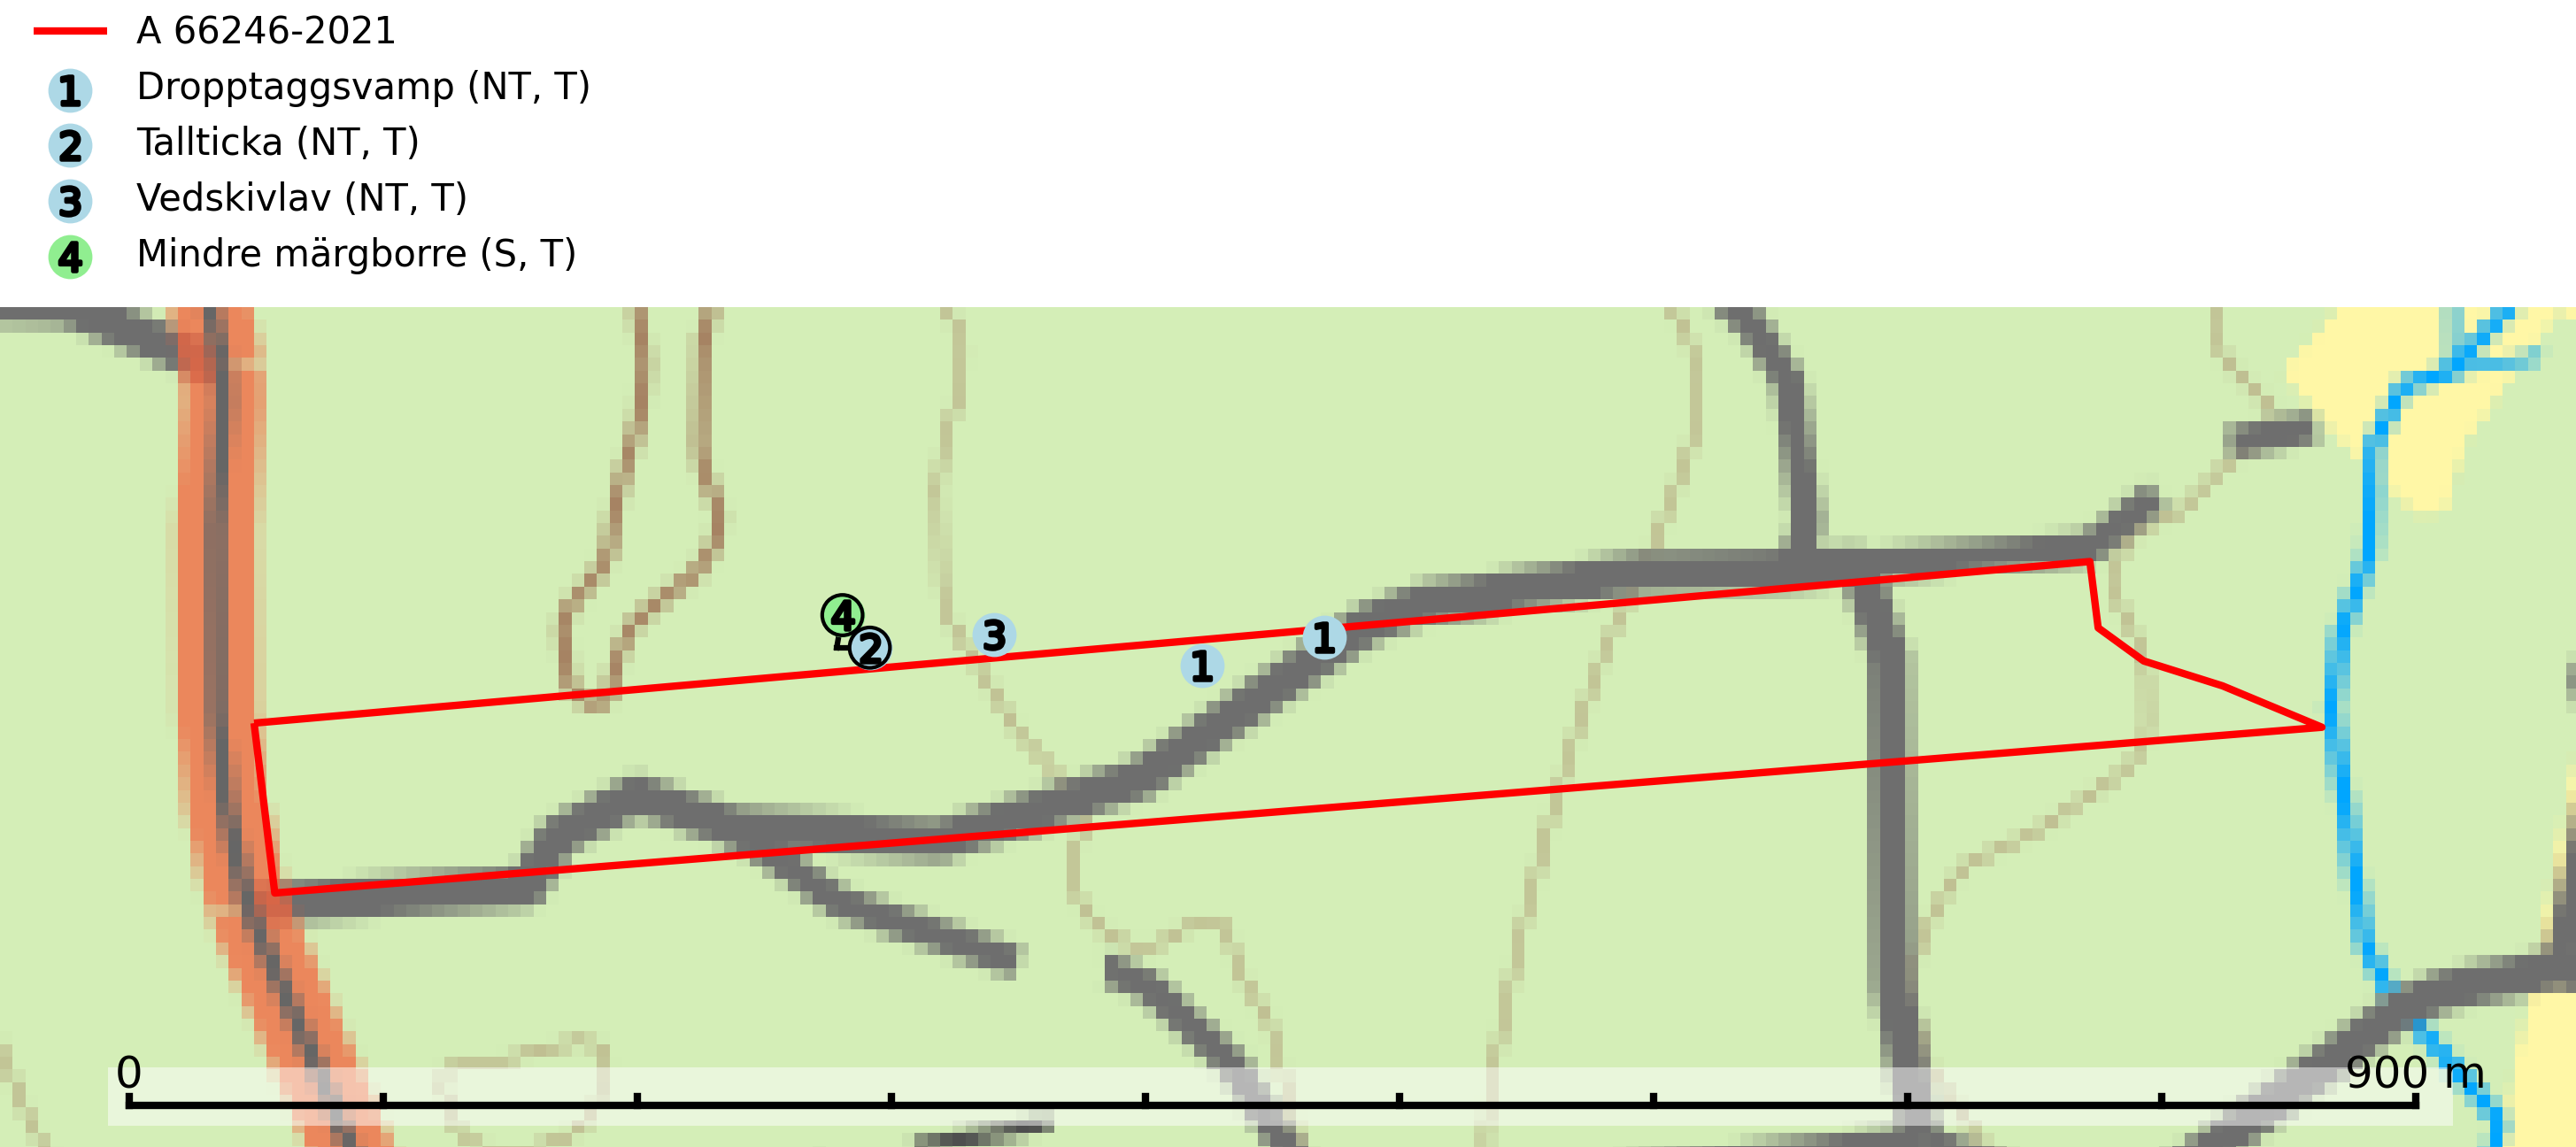 A 66246-2021
1 Dropptaggsvamp (NT, T)
2 Tallticka (NT, T)
3 Vedskivlav (NT, T)
4 Mindre märgborre (S, T)
4
2
3
1
1
0
900 m